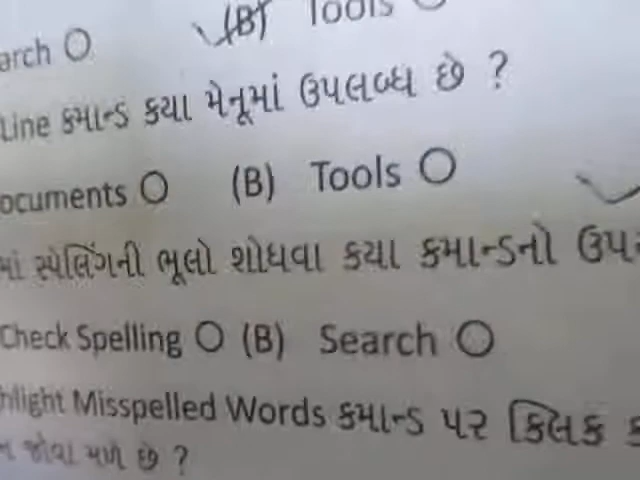 arch O (B) Tools O
Line કમાન્ડ કયા મેનૂમાં ઉપલબ્ધ છે ?
ocuments O (B) Tools O
માં સ્પેલિંગની ભૂલો શોધવા કયા કમાન્ડનો ઉપ
Check Spelling O (B) Search O
hlight Misspelled Words કમાન્ડ પર ક્લિક ક
ન જોવા મળે છે ?